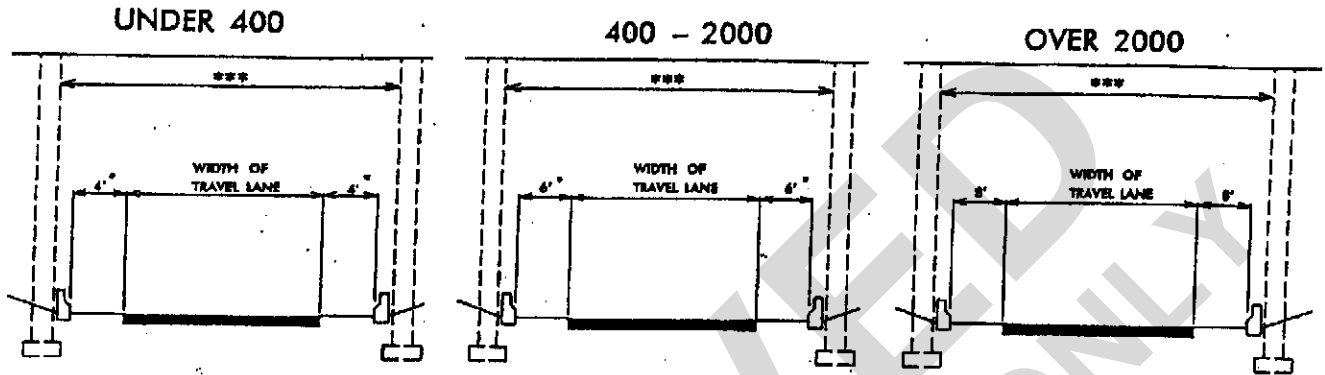 UNDER 400
***
4' *
WIDTH OF
TRAVEL LANE
4' *
400 – 2000
***
6' *
WIDTH OF
TRAVEL LANE
6' *
OVER 2000
***
8'
WIDTH OF
TRAVEL LANE
8'
ONLY